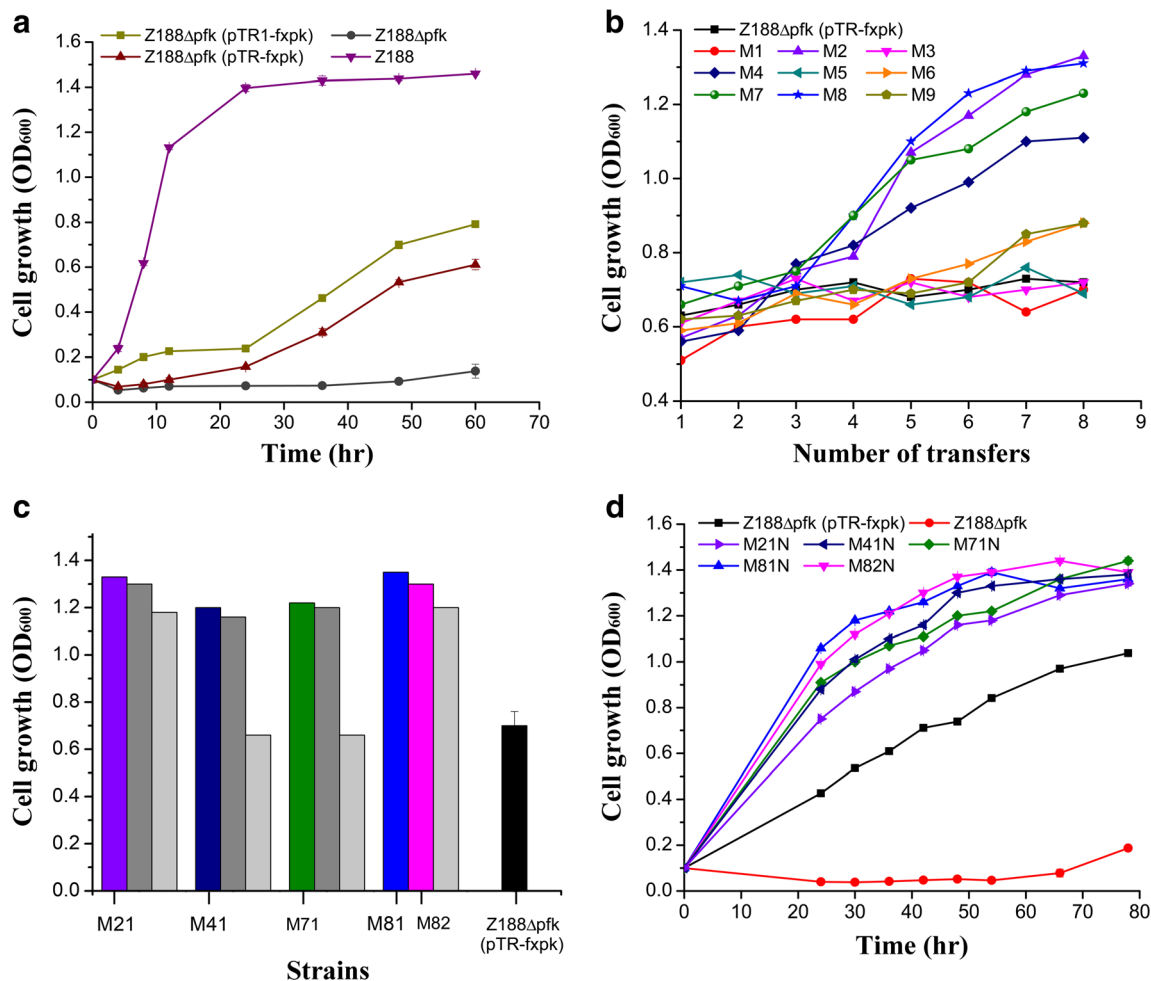 a
Z188Δpfk (pTR1-fxpk) Z188Δpfk
Z188Δpfk (pTR-fxpk) Z188
1.6
1.4
1.2
1.0
0.8
0.6
0.4
0.2
0.0
Cell growth (OD600)
0 10 20 30 40 50 60 70
Time (hr)
b
Z188Δpfk (pTR-fxpk)
M1 M2 M3
M4 M5 M6
M7 M8 M9
1.4
1.2
1.0
0.8
0.6
0.4
Cell growth (OD600)
1 2 3 4 5 6 7 8 9
Number of transfers
c
1.4
1.2
1.0
0.8
0.6
0.4
0.2
0.0
Cell growth (OD600)
M21 M41 M71 M81 M82 Z188Δpfk
(pTR-fxpk)
Strains
d
Z188Δpfk (pTR-fxpk) Z188Δpfk
M21N M41N M71N
M81N M82N
1.6
1.4
1.2
1.0
0.8
0.6
0.4
0.2
0.0
Cell growth (OD600)
0 10 20 30 40 50 60 70 80
Time (hr)